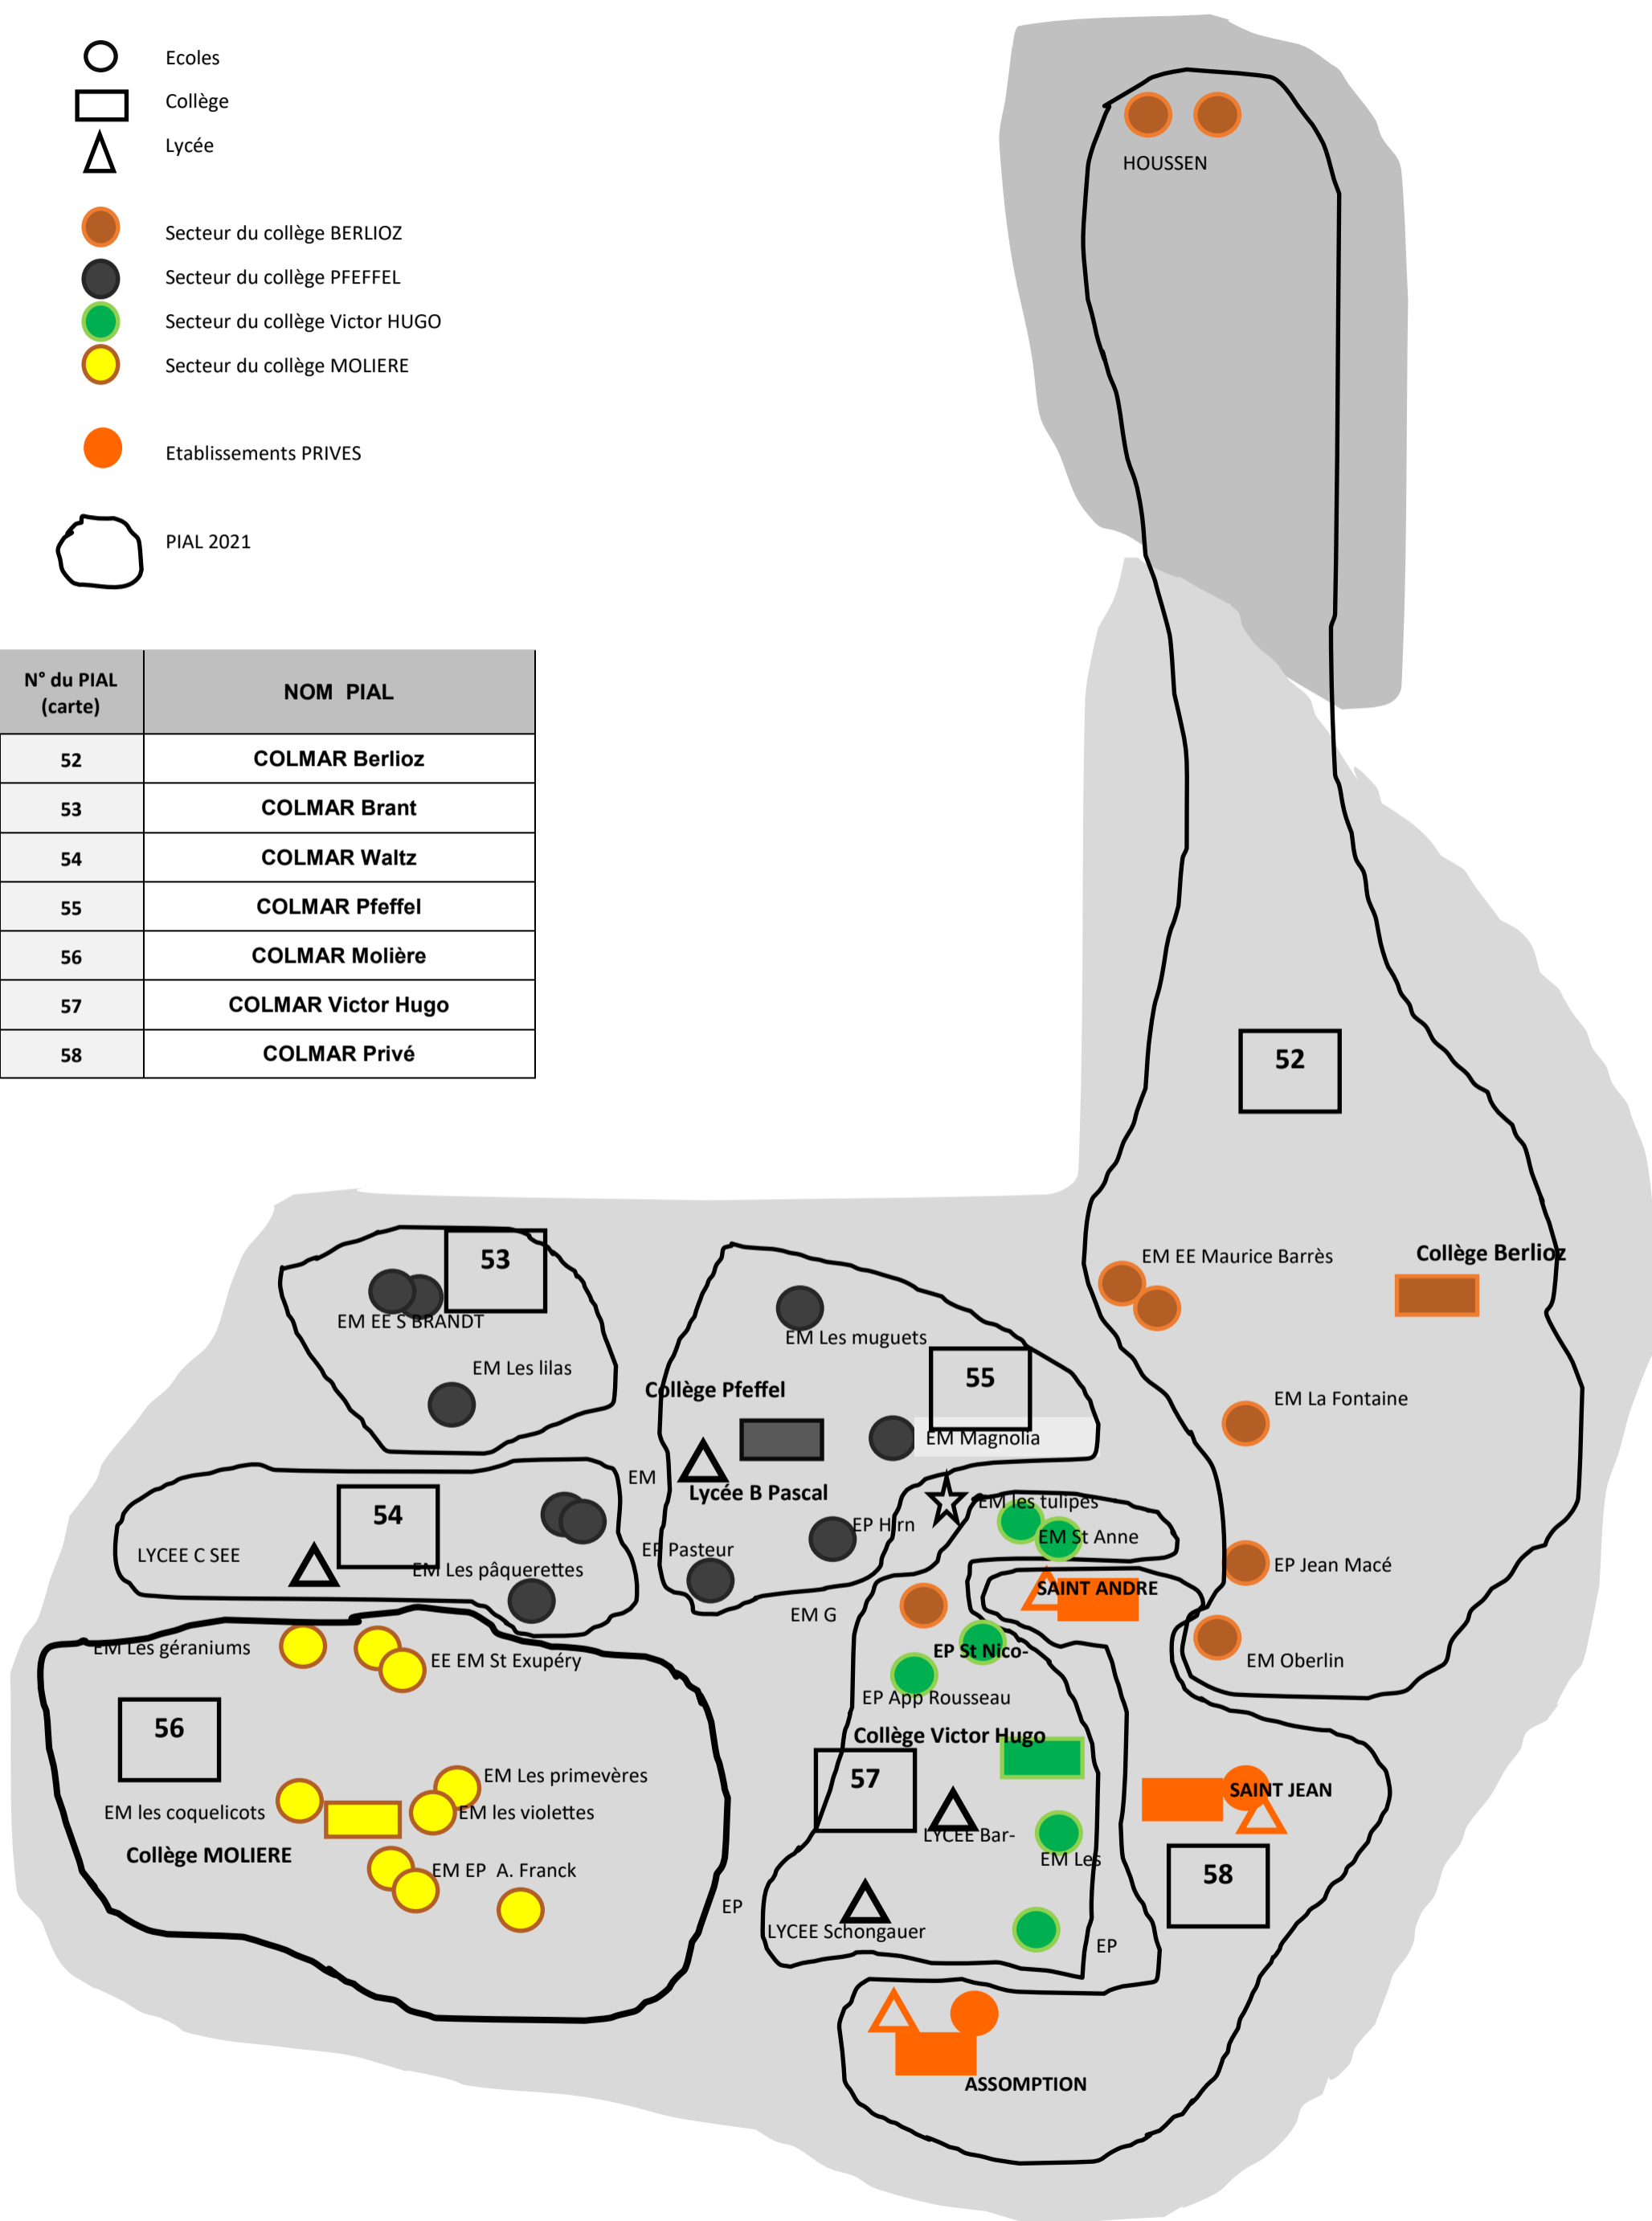 Ecoles
Collège
Lycée
Secteur du collège BERLIOZ
Secteur du collège PFEFFEL
Secteur du collège Victor HUGO
Secteur du collège MOLIERE
Etablissements PRIVES
PIAL 2021
HOUSSEN
N° du PIAL
(carte)
NOM PIAL
52 COLMAR Berlioz
53 COLMAR Brant
54 COLMAR Waltz
55 COLMAR Pfeffel
56 COLMAR Molière
57 COLMAR Victor Hugo
58 COLMAR Privé
52
EM EE Maurice Barrès
Collège Berlioz
EM La Fontaine
EP Jean Macé
EM Oberlin
53
EM EE S BRANDT
EM Les lilas
EM Les muguets
55
Collège Pfeffel
EM Magnolia
EM
Lycée B Pascal
EP Hirn
EP Pasteur
54
LYCEE C SEE
EM Les pâquerettes
EM les tulipes
EM St Anne
SAINT ANDRE
EM G
EP St Nico-
EP App Rousseau
Collège Victor Hugo
57
LYCEE Bar-
EM Les
LYCEE Schongauer
EP
EM Les géraniums
EE EM St Exupéry
56
EM Les primevères
EM les coquelicots
EM les violettes
Collège MOLIERE
EM EP A. Franck
EP
SAINT JEAN
58
ASSOMPTION